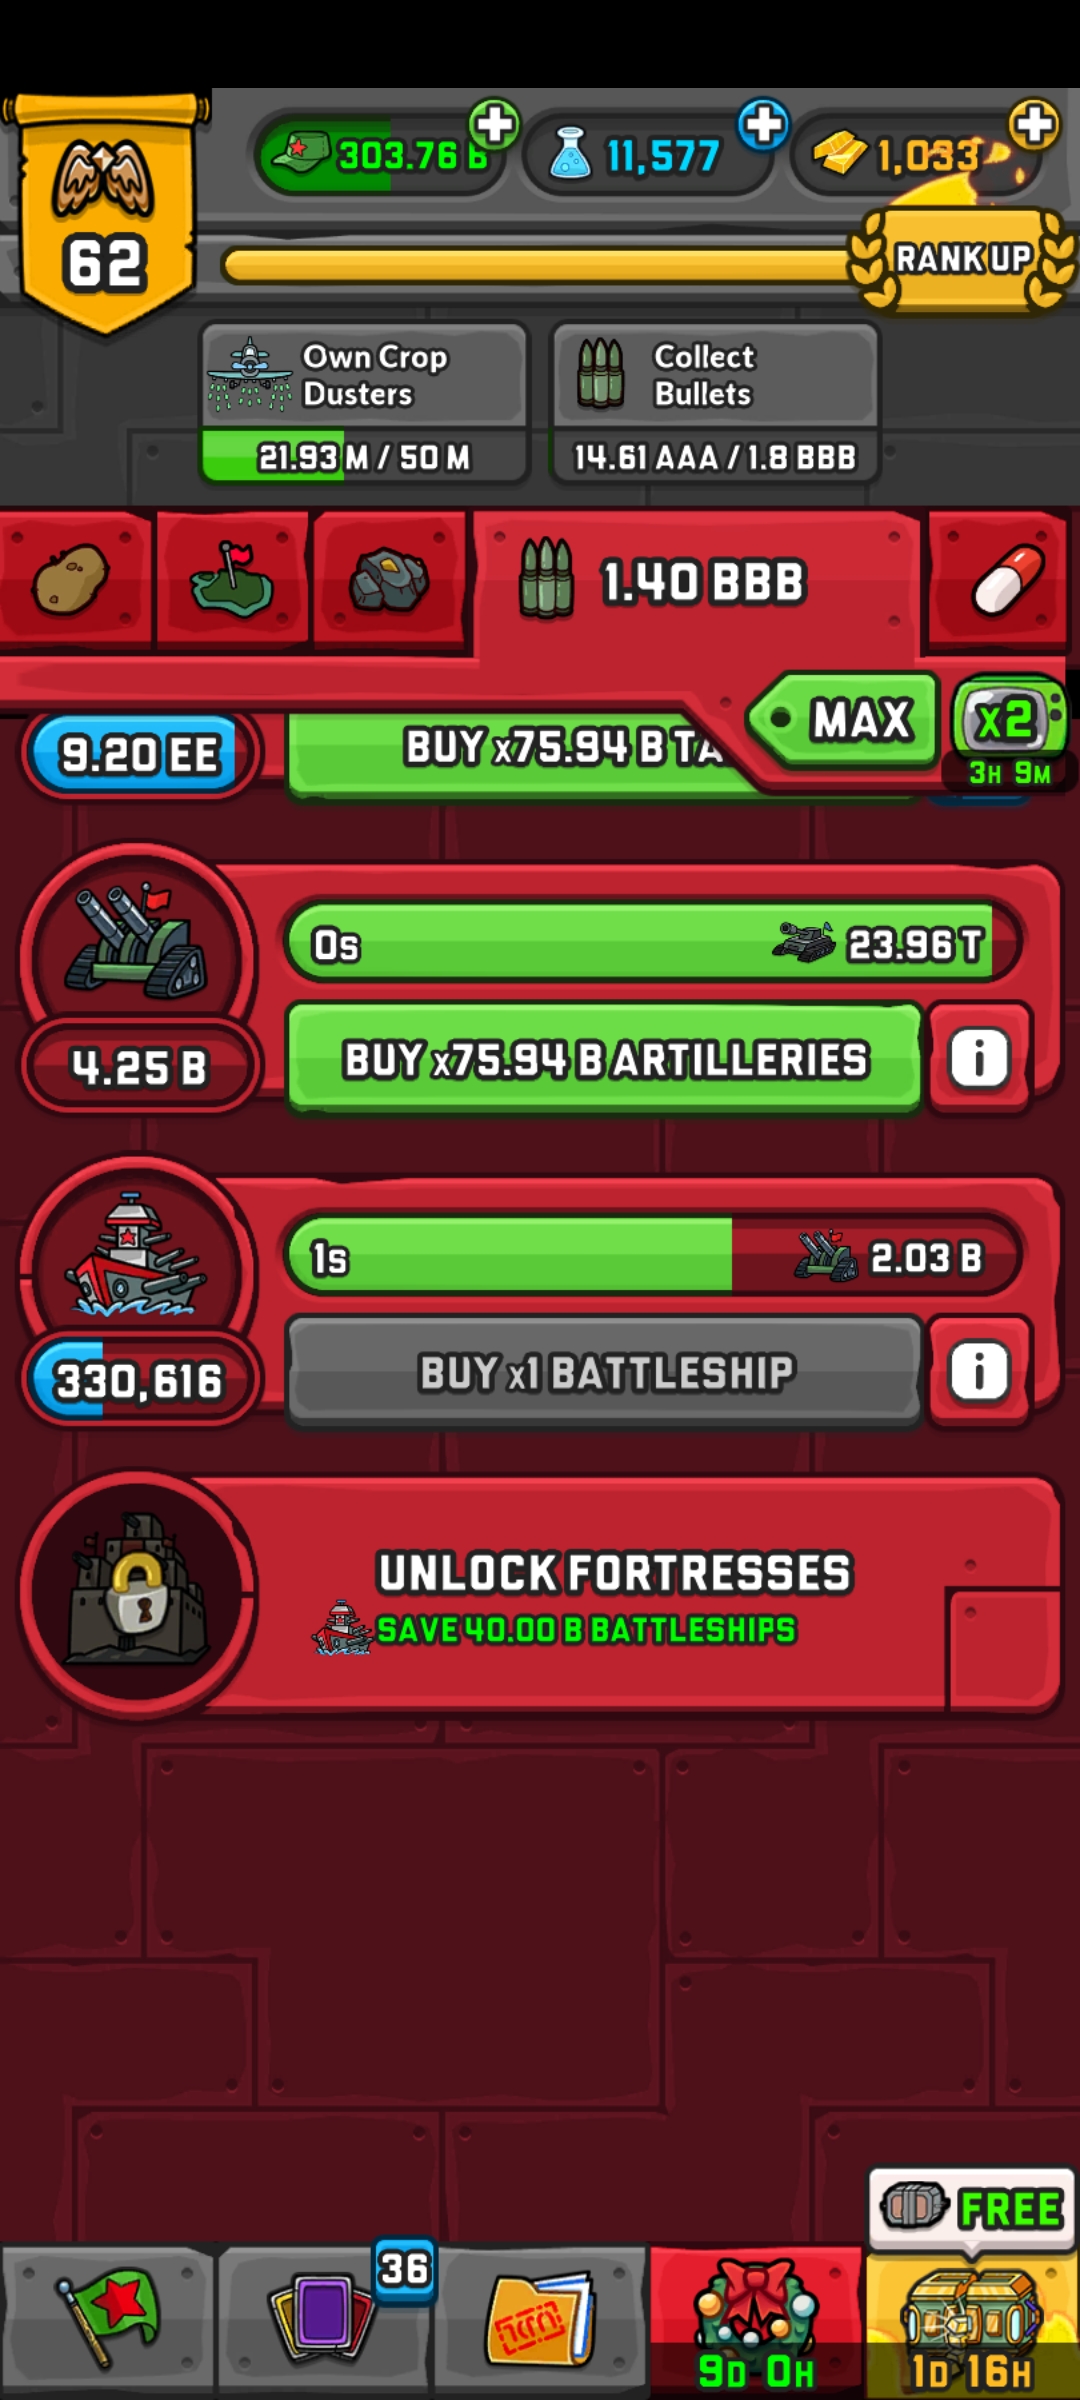 303.76 B
11,577
1,033
62
RANK UP
Own Crop
Dusters
21.93 M / 50 M
Collect
Bullets
14.61 AAA / 1.8 BBB
1.40 BBB
MAX
x2
3H 9M
9.20 EE
BUY x75.94 B TA
0s
23.96 T
4.25 B
BUY x75.94 B ARTILLERIES
i
1s
2.03 B
330,616
BUY x1 BATTLESHIP
i
UNLOCK FORTRESSES
SAVE 40.00 B BATTLESHIPS
FREE
36
9D 0H
1D 16H